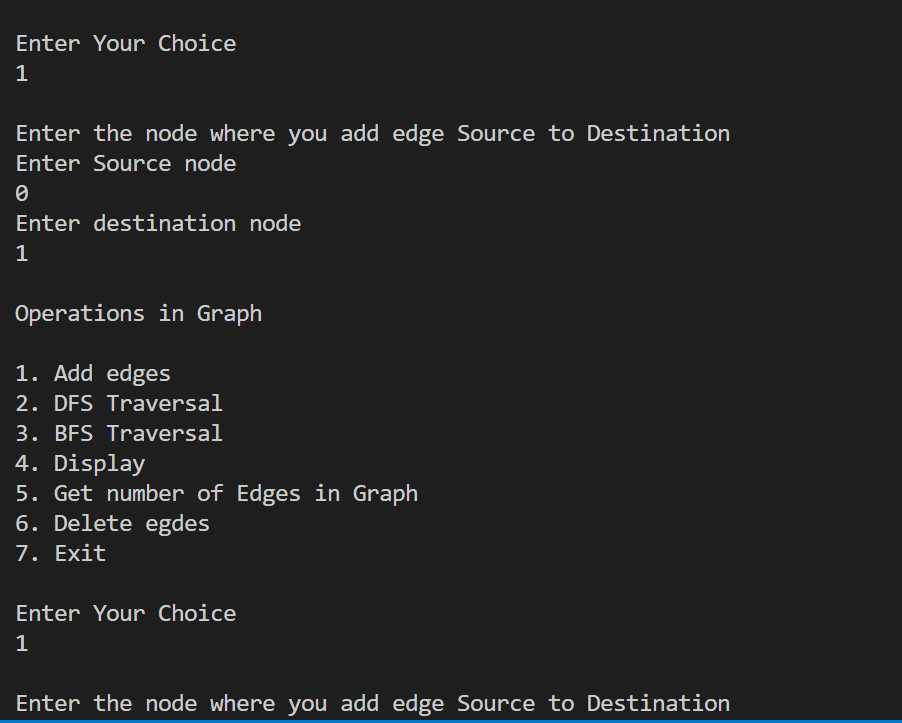 Enter Your Choice
1
Enter the node where you add edge Source to Destination
Enter Source node
0
Enter destination node
1
Operations in Graph
1. Add edges
2. DFS Traversal
3. BFS Traversal
4. Display
5. Get number of Edges in Graph
6. Delete egdes
7. Exit
Enter Your Choice
1
Enter the node where you add edge Source to Destination